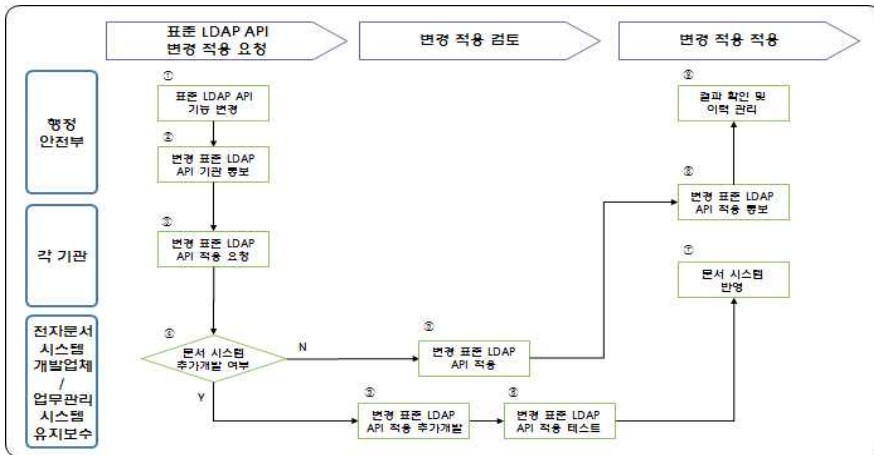 표준 LDAP API
변경 적용 요청
변경 적용 검토
변경 적용 적용
행정
안전부
각 기관
전자문서
시스템
개발업체
/
업무관리
시스템
유지보수
①
표준 LDAP API
기능 변경
②
변경 표준 LDAP
API 기관 통보
③
변경 표준 LDAP
API 적용 요청
④
문서 시스템
추가개발 여부
N
Y
변경 표준 LDAP
API 적용
변경 표준 LDAP
API 적용 추가개발
변경 표준 LDAP
API 적용 테스트
⑦
문서 시스템
반영
변경 표준 LDAP
API 적용 통보
결과 확인 및
이력 관리